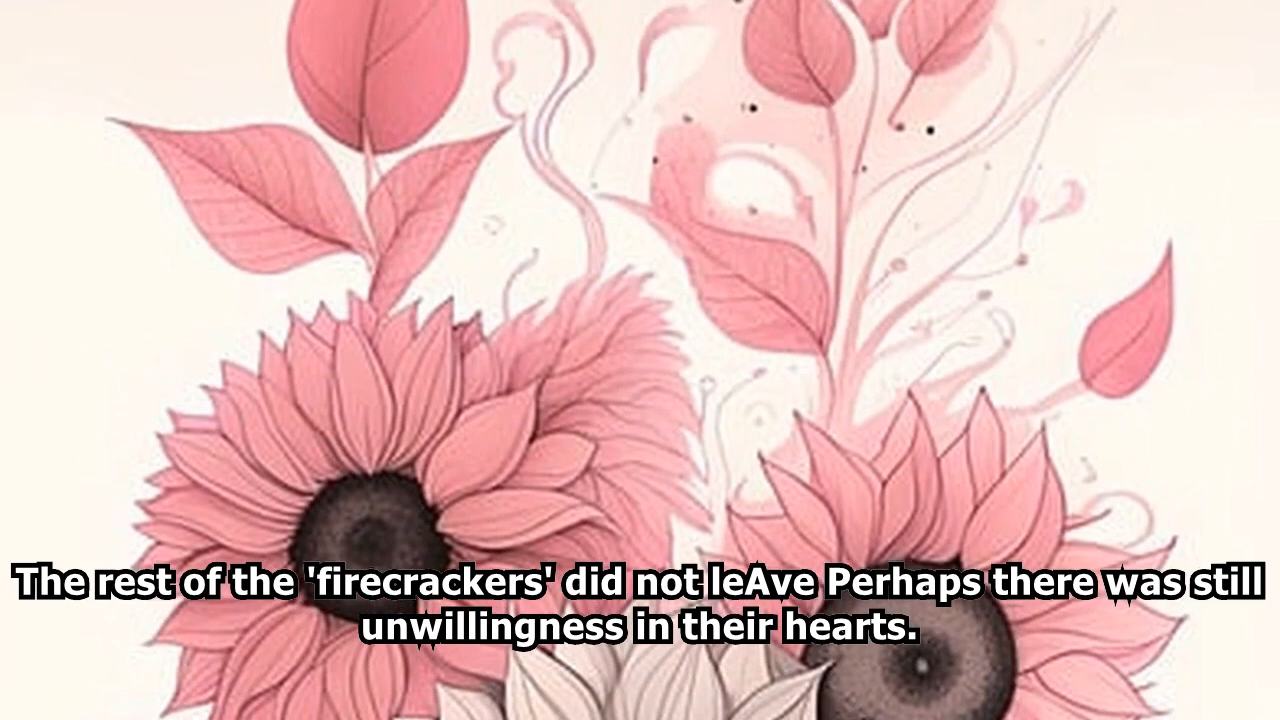 The rest of the 'firecrackers' did not leAve Perhaps there was still
unwillingness in their hearts.